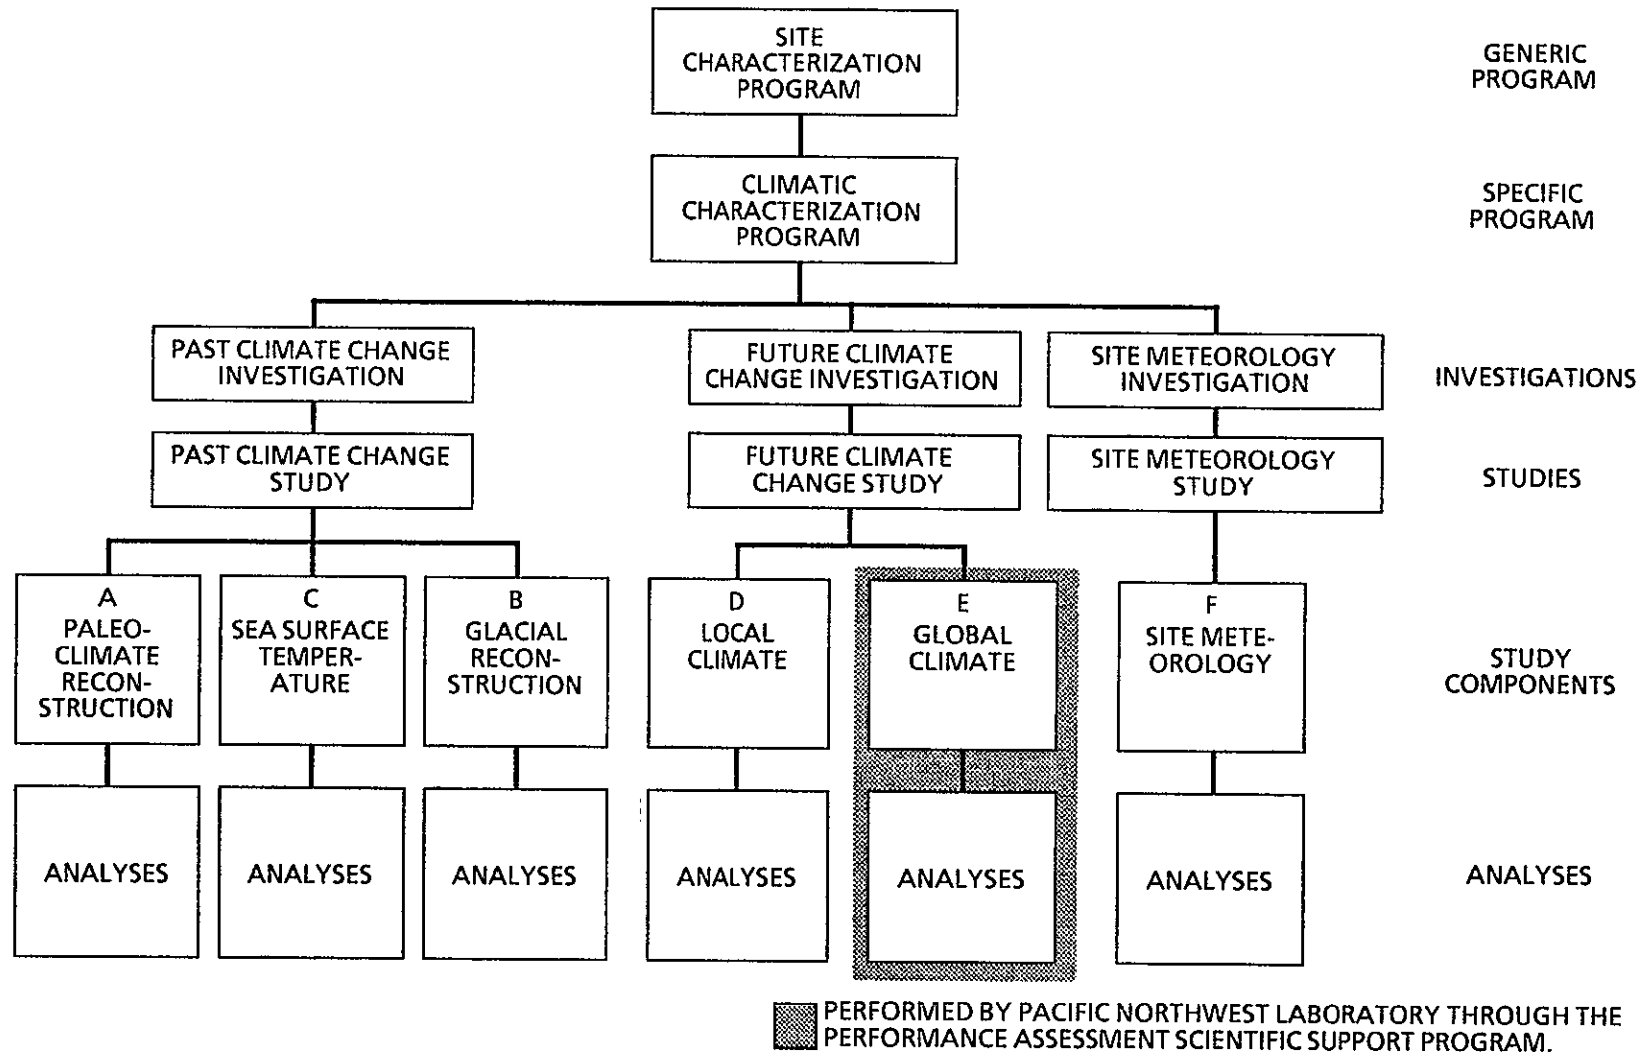 SITE
CHARACTERIZATION
PROGRAM
GENERIC
PROGRAM
CLIMATIC
CHARACTERIZATION
PROGRAM
SPECIFIC
PROGRAM
PAST CLIMATE CHANGE
INVESTIGATION
FUTURE CLIMATE
CHANGE INVESTIGATION
SITE METEOROLOGY
INVESTIGATION
INVESTIGATIONS
PAST CLIMATE CHANGE
STUDY
FUTURE CLIMATE
CHANGE STUDY
SITE METEOROLOGY
STUDY
STUDIES
A
PALEO-
CLIMATE
RECON-
STRUCTION
C
SEA SURFACE
TEMPER-
ATURE
B
GLACIAL
RECON-
STRUCTION
D
LOCAL
CLIMATE
E
GLOBAL
CLIMATE
F
SITE METE-
OROLOGY
STUDY
COMPONENTS
ANALYSES
ANALYSES
ANALYSES
ANALYSES
ANALYSES
ANALYSES
ANALYSES
PERFORMED BY PACIFIC NORTHWEST LABORATORY THROUGH THE
PERFORMANCE ASSESSMENT SCIENTIFIC SUPPORT PROGRAM.